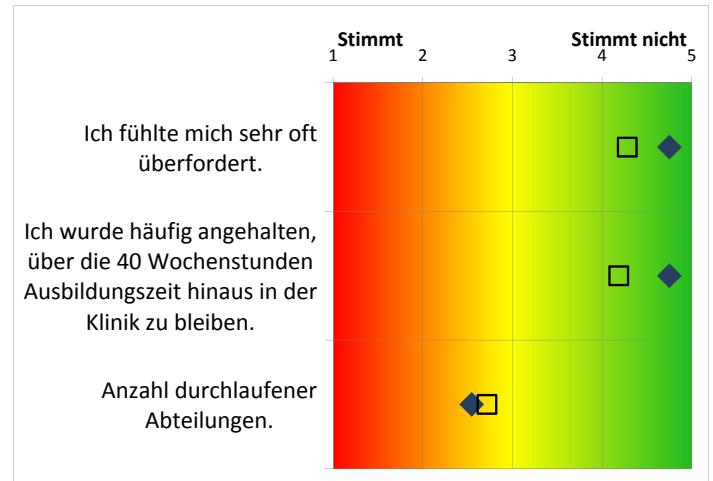 Stimmt Stimmt nicht
1 2 3 4 5
Ich fühlte mich sehr oft
überfordert.
Ich wurde häufig angehalten,
über die 40 Wochenstunden
Ausbildungszeit hinaus in der
Klinik zu bleiben.
Anzahl durchlaufener
Abteilungen.